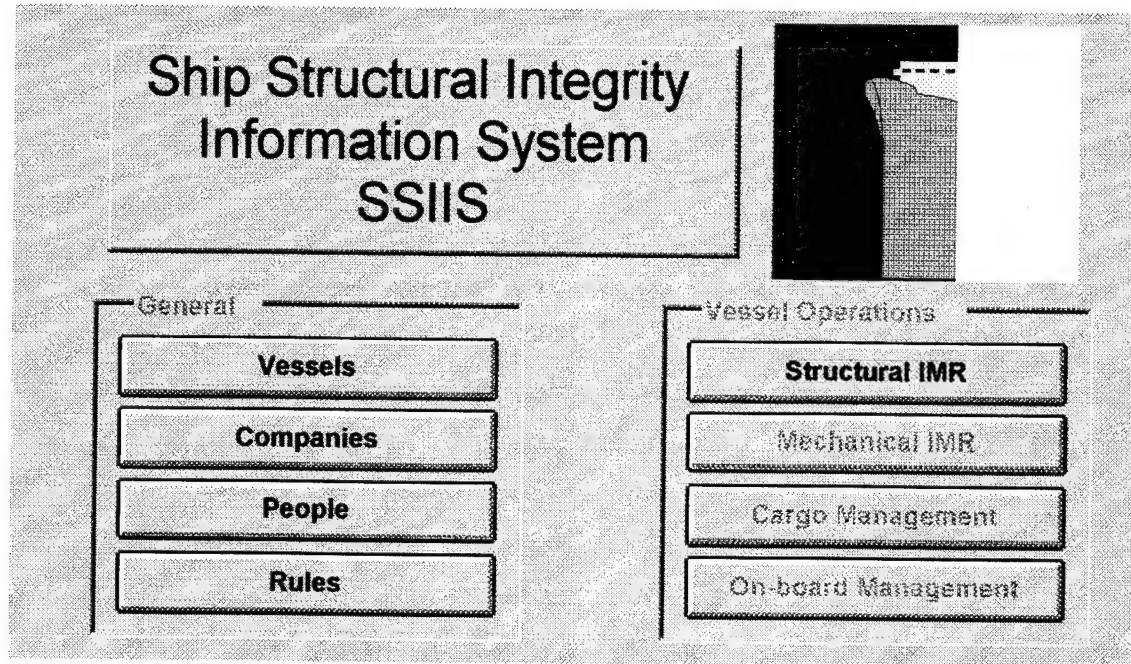 Ship Structural Integrity
Information System
SSIIS
General
Vessels
Companies
People
Rules
Vessel Operations
Structural IMR
Mechanical IMR
Cargo Management
On-board Management